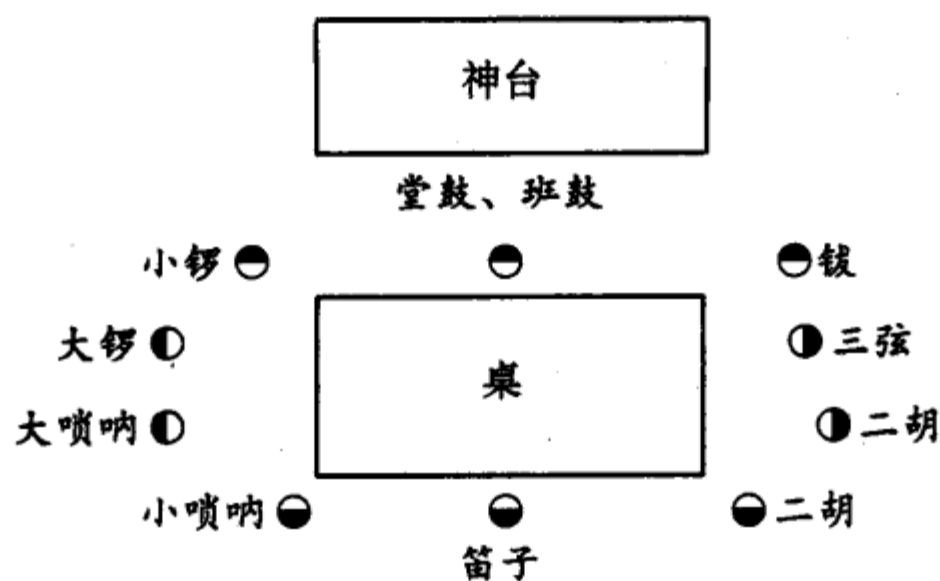 神台
堂鼓、班鼓
小锣 钹
大锣 三弦
桌
大唢呐 二胡
小唢呐 二胡
笛子